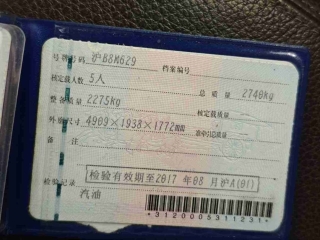 号牌号码 沪B8M629 档案编号
核定载人数 5人 总质量 2740kg
整备质量 2275kg 核定载质量
外廓尺寸 4909×1938×1772mm 准牵引总质量
备注
检验记录 检验有效期至2017年08月沪A(01)
汽油
*3120005311231*